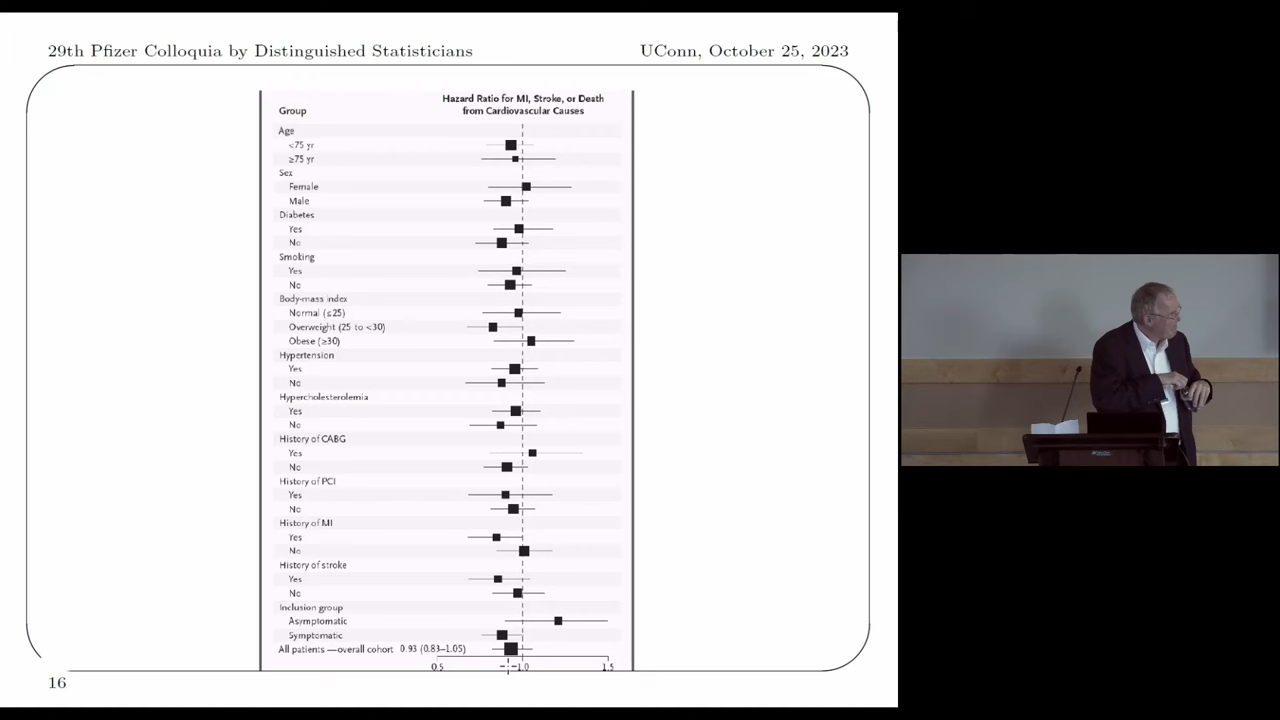 29th Pfizer Colloquia by Distinguished Statisticians UConn, October 25, 2023
Hazard Ratio for MI, Stroke, or Death
Group from Cardiovascular Causes
Age
<75 yr
≥75 yr
Sex
Female
Male
Diabetes
Yes
No
Smoking
Yes
No
Body-mass index
Normal (≤25)
Overweight (25 to <30)
Obese (≥30)
Hypertension
Yes
No
Hypercholesterolemia
Yes
No
History of CABG
Yes
No
History of PCI
Yes
No
History of MI
Yes
No
History of stroke
Yes
No
Inclusion group
Asymptomatic
Symptomatic
All patients —overall cohort 0.93 (0.83–1.05)
0.5 1.0 1.5
16